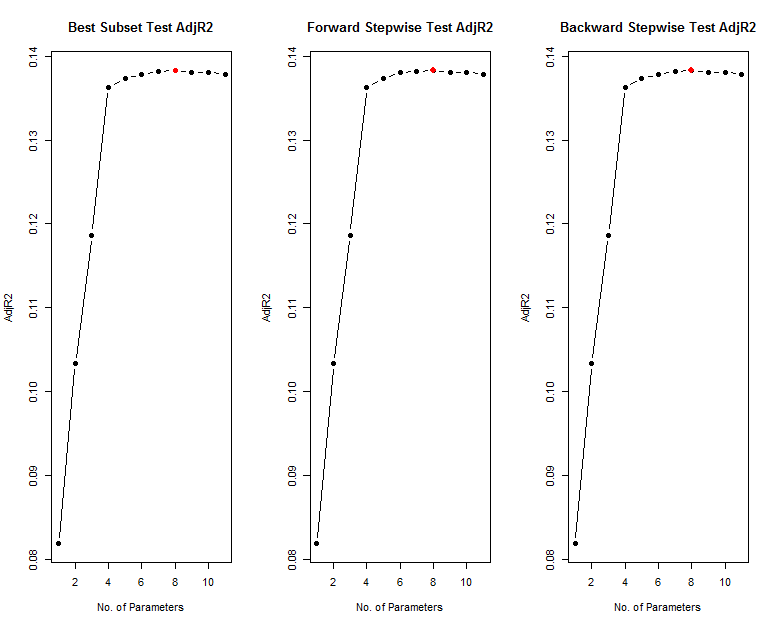 Best Subset Test AdjR2
AdjR2
0.14
0.13
0.12
0.11
0.10
0.09
0.08
2 4 6 8 10
No. of Parameters
Forward Stepwise Test AdjR2
AdjR2
0.14
0.13
0.12
0.11
0.10
0.09
0.08
2 4 6 8 10
No. of Parameters
Backward Stepwise Test AdjR2
AdjR2
0.14
0.13
0.12
0.11
0.10
0.09
0.08
2 4 6 8 10
No. of Parameters